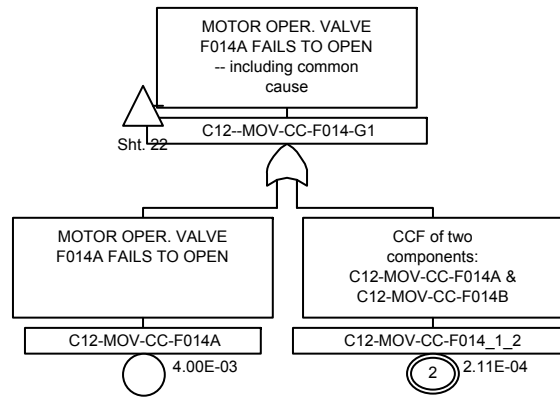 MOTOR OPER. VALVE
F014A FAILS TO OPEN
-- including common
cause
C12--MOV-CC-F014-G1
Sht. 22
MOTOR OPER. VALVE
F014A FAILS TO OPEN
CCF of two
components:
C12-MOV-CC-F014A &
C12-MOV-CC-F014B
C12-MOV-CC-F014A
C12-MOV-CC-F014_1_2
4.00E-03
2
2.11E-04